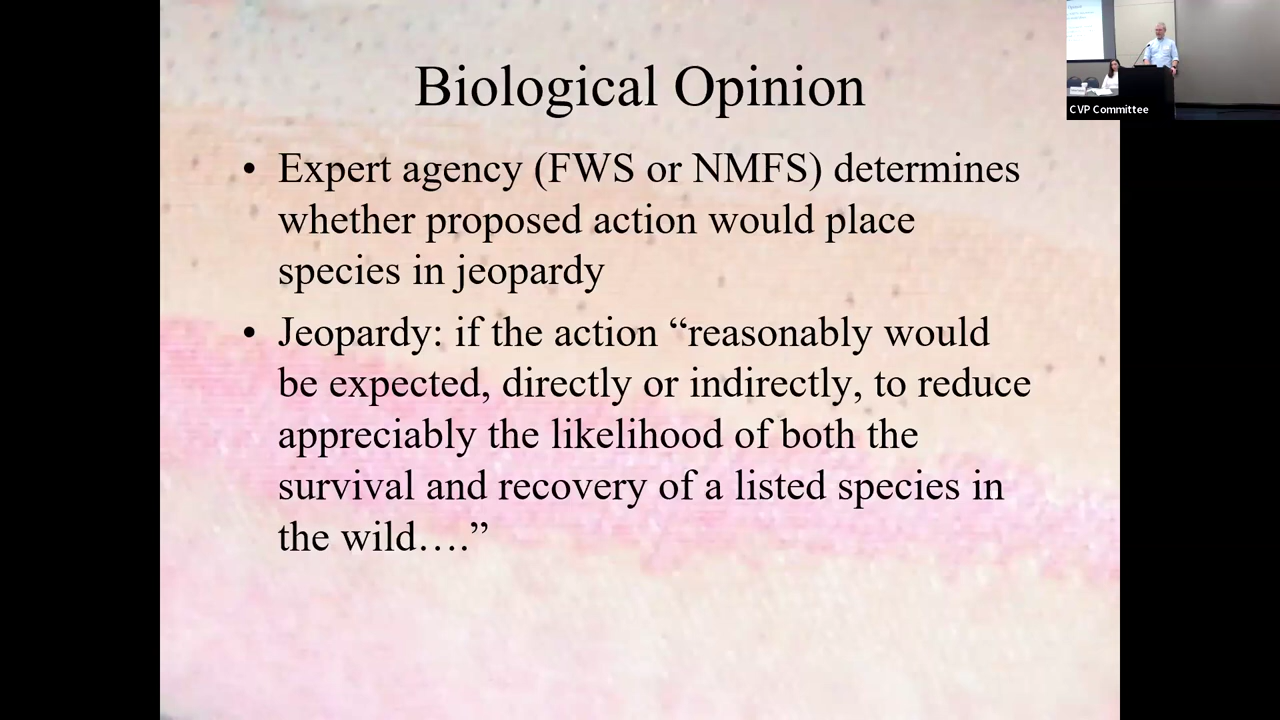 Biological Opinion
• Expert agency (FWS or NMFS) determines
whether proposed action would place
species in jeopardy
• Jeopardy: if the action “reasonably would
be expected, directly or indirectly, to reduce
appreciably the likelihood of both the
survival and recovery of a listed species in
the wild….”
CVP Committee